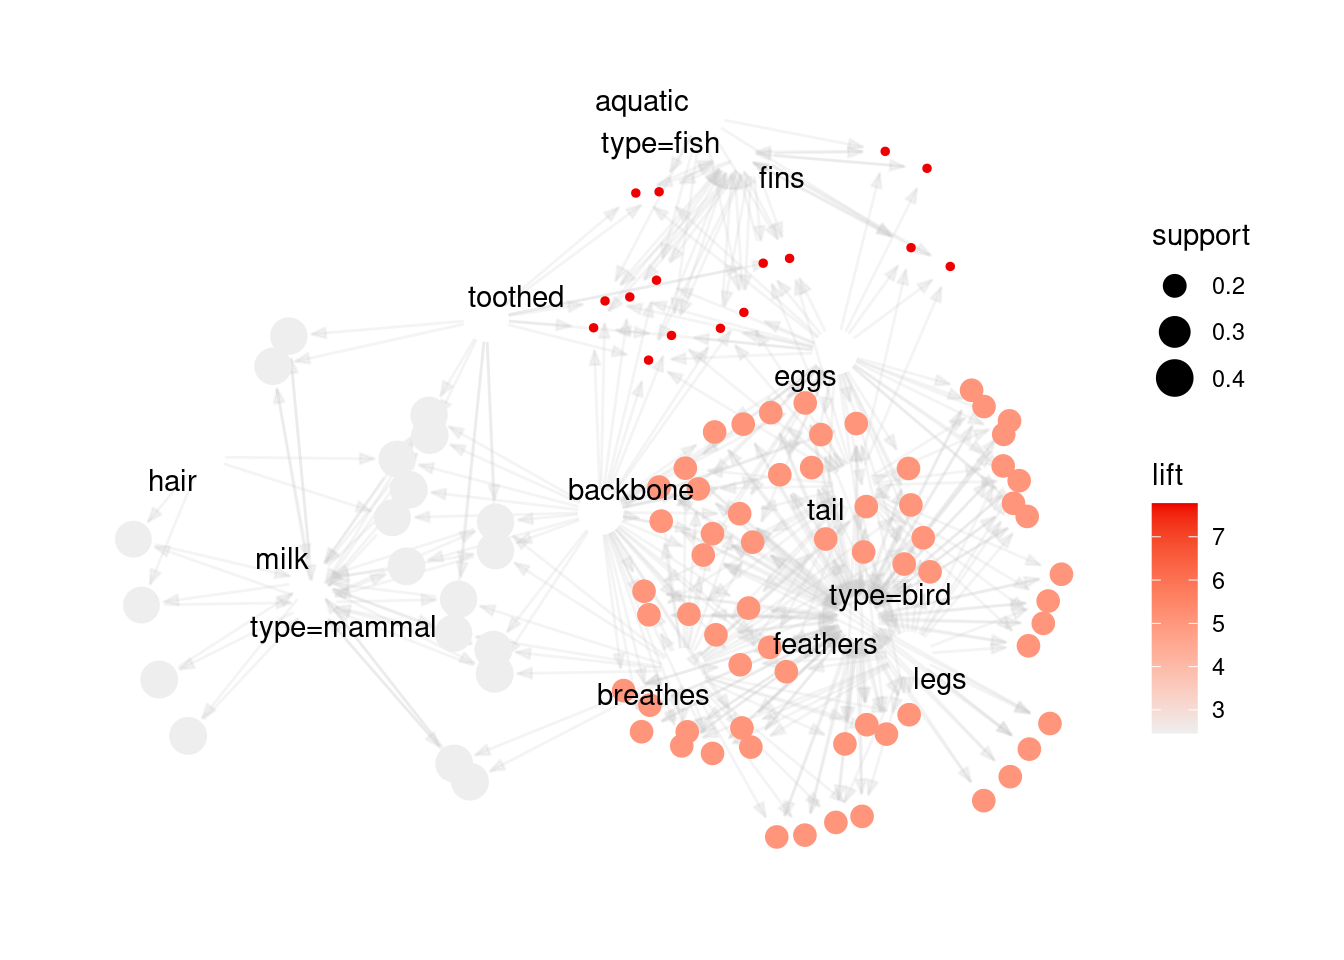 aquatic
type=fish
fins
toothed
eggs
hair
backbone
tail
milk
type=bird
type=mammal
feathers
legs
breathes
support
0.2
0.3
0.4
lift
7
6
5
4
3